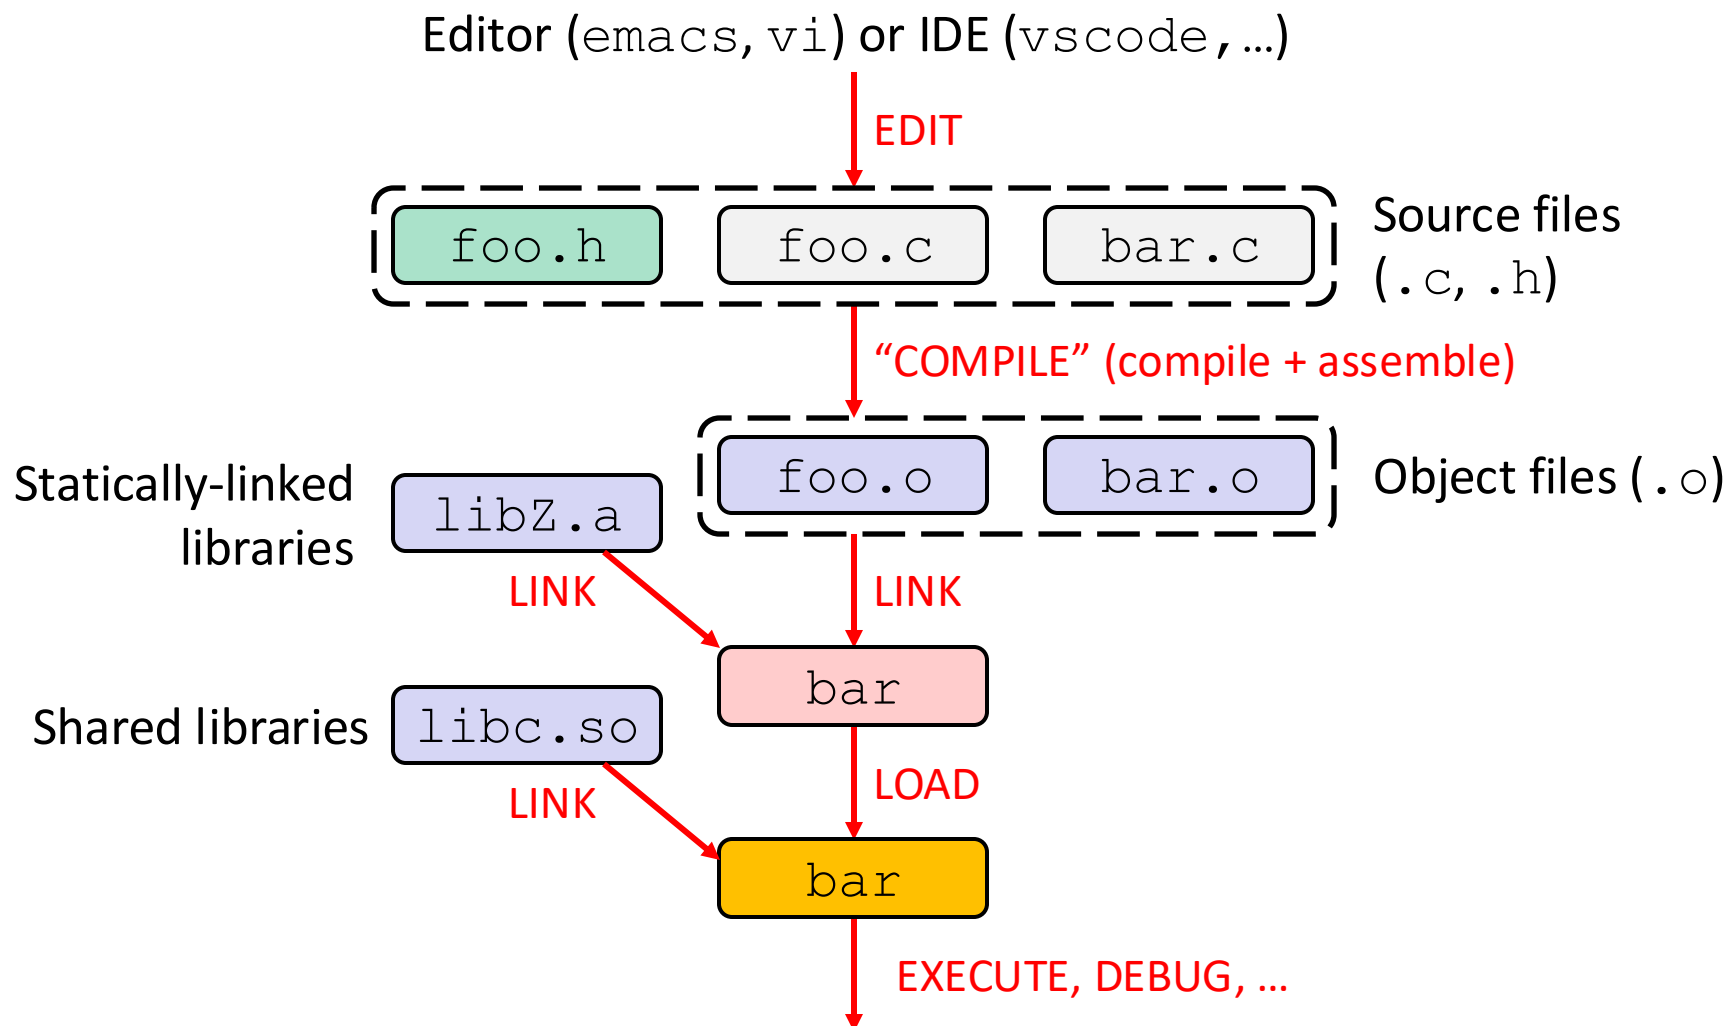 Editor (emacs, vi) or IDE (vscode, …)
EDIT
foo.h foo.c bar.c
Source files
(.c, .h)
“COMPILE” (compile + assemble)
foo.o bar.o
Object files (.o)
Statically-linked
libraries
libZ.a
LINK
LINK
bar
Shared libraries
libc.so
LINK
LOAD
bar
EXECUTE, DEBUG, …